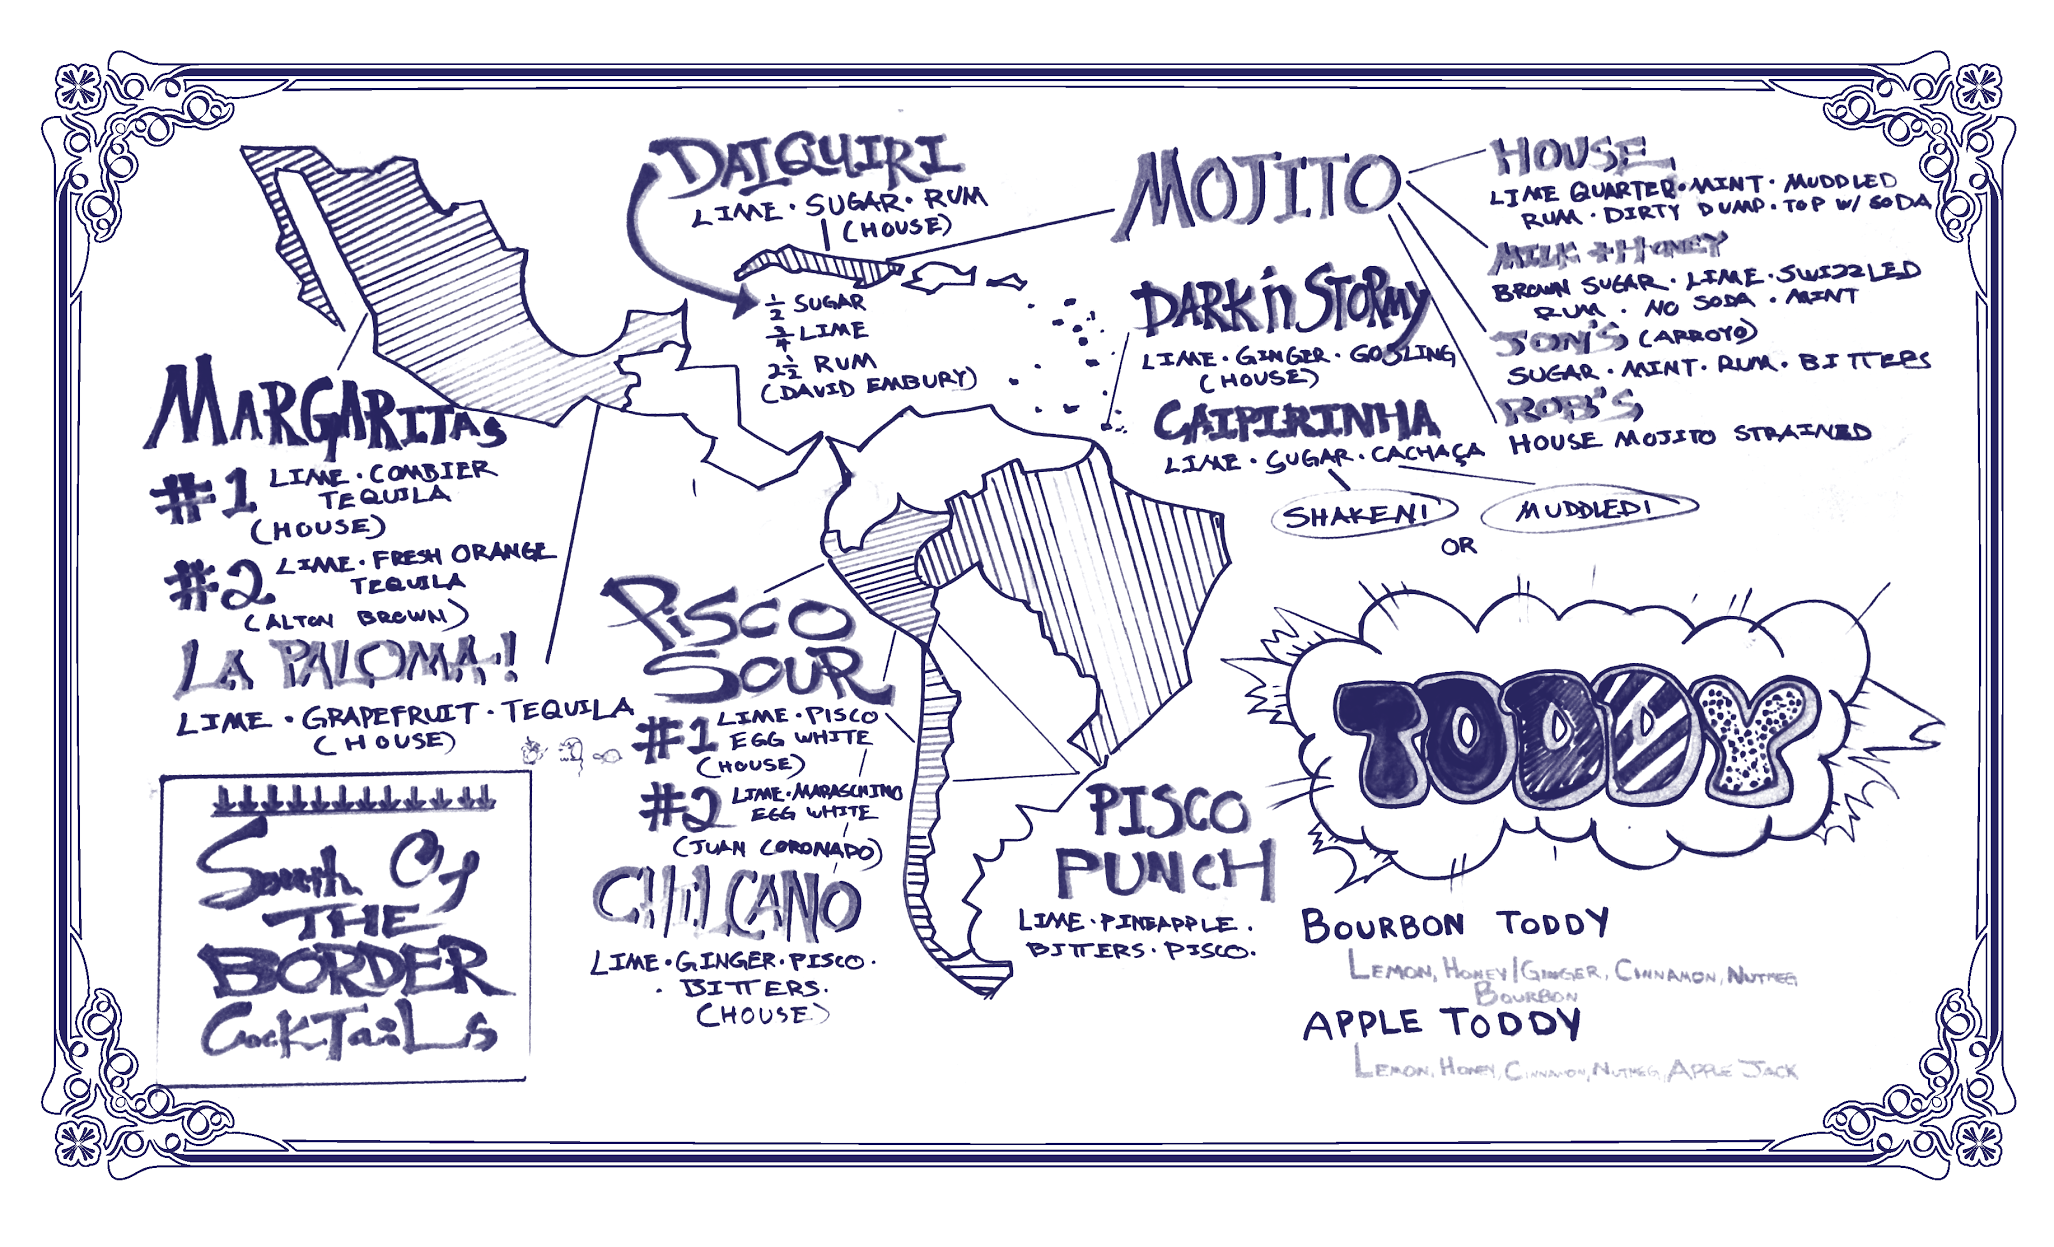 DAIQUIRI
LIME · SUGAR · RUM
(HOUSE)
1/2 SUGAR
3/4 LIME
2 1/2 RUM
(DAVID EMBURY)
MOJITO
HOUSE
LIME QUARTER · MINT · MUDDLED
RUM · DIRTY DUMP · TOP W/ SODA
MILK + HONEY
BROWN SUGAR · LIME · SWIZZLED
RUM · NO SODA · MINT
JON'S (ARROYO)
SUGAR · MINT · RUM · BITTERS
ROB'S
HOUSE MOJITO STRAINED
DARK 'n STORMY
LIME · GINGER · GOSLING
(HOUSE)
CAIPIRINHA
LIME · SUGAR · CACHAÇA
SHAKEN!
OR
MUDDLED!
MARGARITAS
#1 LIME · COMBIER
TEQUILA
(HOUSE)
#2 LIME · FRESH ORANGE
TEQUILA
(ALTON BROWN)
LA PALOMA!
LIME · GRAPEFRUIT · TEQUILA
(HOUSE)
PISCO
SOUR
#1 LIME · PISCO
EGG WHITE
(HOUSE)
#2 LIME · MARASCHINO
EGG WHITE
(JUAN CORONADO)
CHILCANO
LIME · GINGER · PISCO ·
· BITTERS ·
(HOUSE)
PISCO
PUNCH
LIME · PINEAPPLE ·
BITTERS · PISCO ·
TODDY
BOURBON TODDY
LEMON, HONEY/GINGER, CINNAMON, NUTMEG
BOURBON
APPLE TODDY
LEMON, HONEY, CINNAMON, NUTMEG, APPLE JACK
South Of
THE
BORDER
CockTaiLs